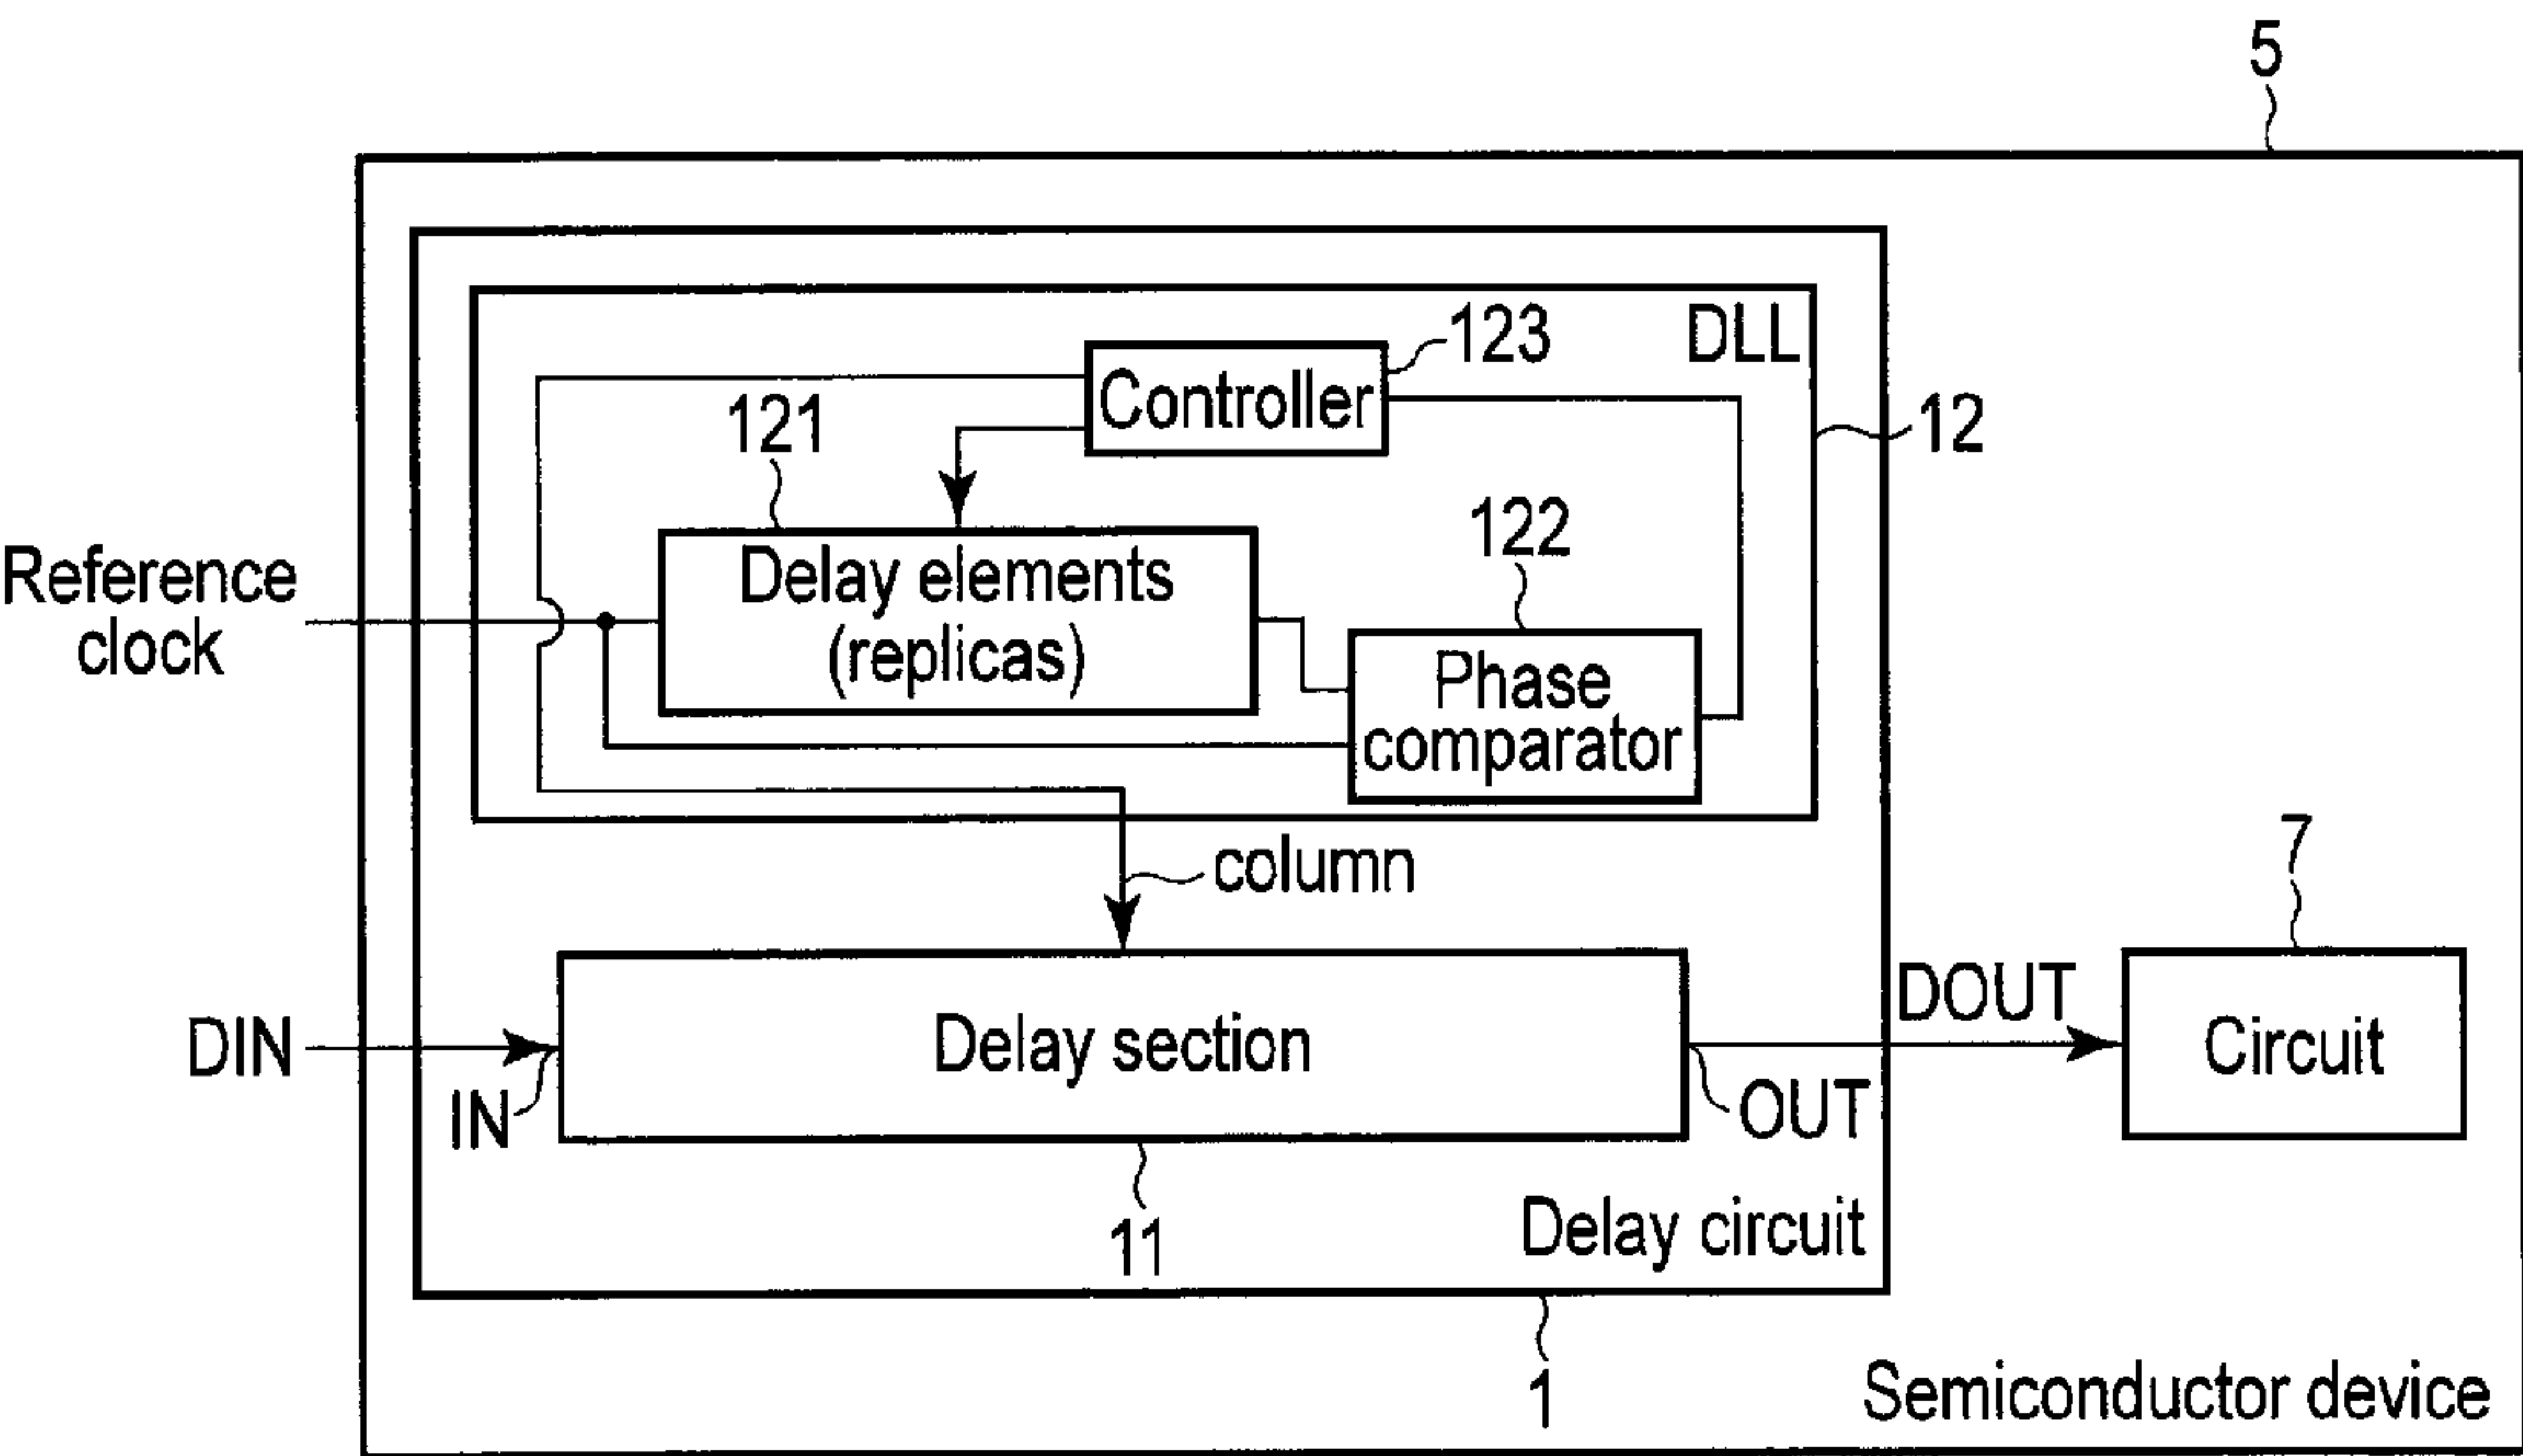 5
DLL
123
Controller
12
121
122
Delay elements
(replicas)
Reference
clock
Phase
comparator
column
7
DIN
IN
Delay section
DOUT
OUT
Circuit
11
Delay circuit
1
Semiconductor device